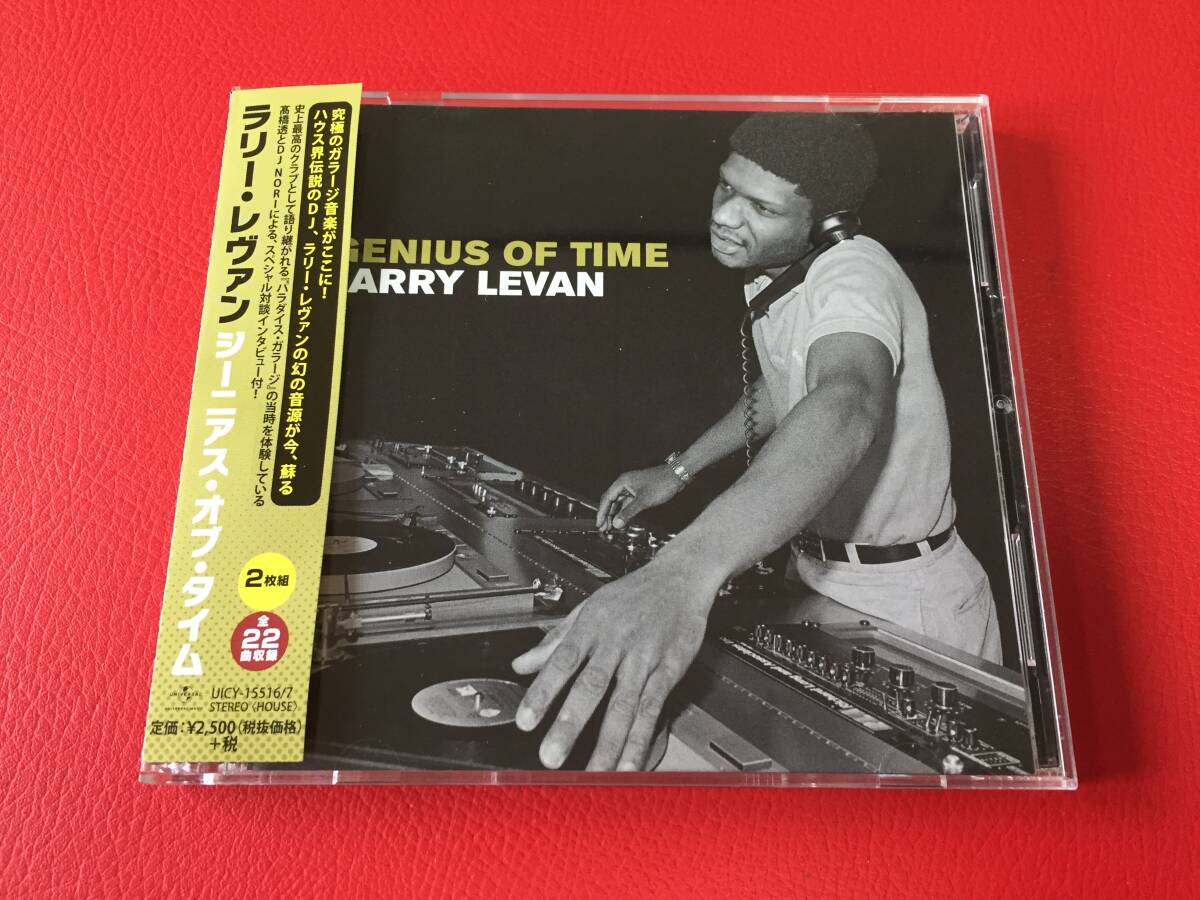 ラリー・レヴァン ジーニアス・オブ・タイム
究極のガラージ音楽がここに!
ハウス界伝説のDJ、ラリー・レヴァンの幻の音源が今、蘇る
史上最高のクラブとして語り継がれる『パラダイス・ガラージ』の当時を体験している
髙橋透とDJ NORIによる、スペシャル対談インタビュー付!
2枚組
全
22
曲収録
UNIVERSAL
UICY-15516/7
STEREO〈HOUSE〉
定価:¥2,500(税抜価格)
+税
GENIUS OF TIME
ARRY LEVAN